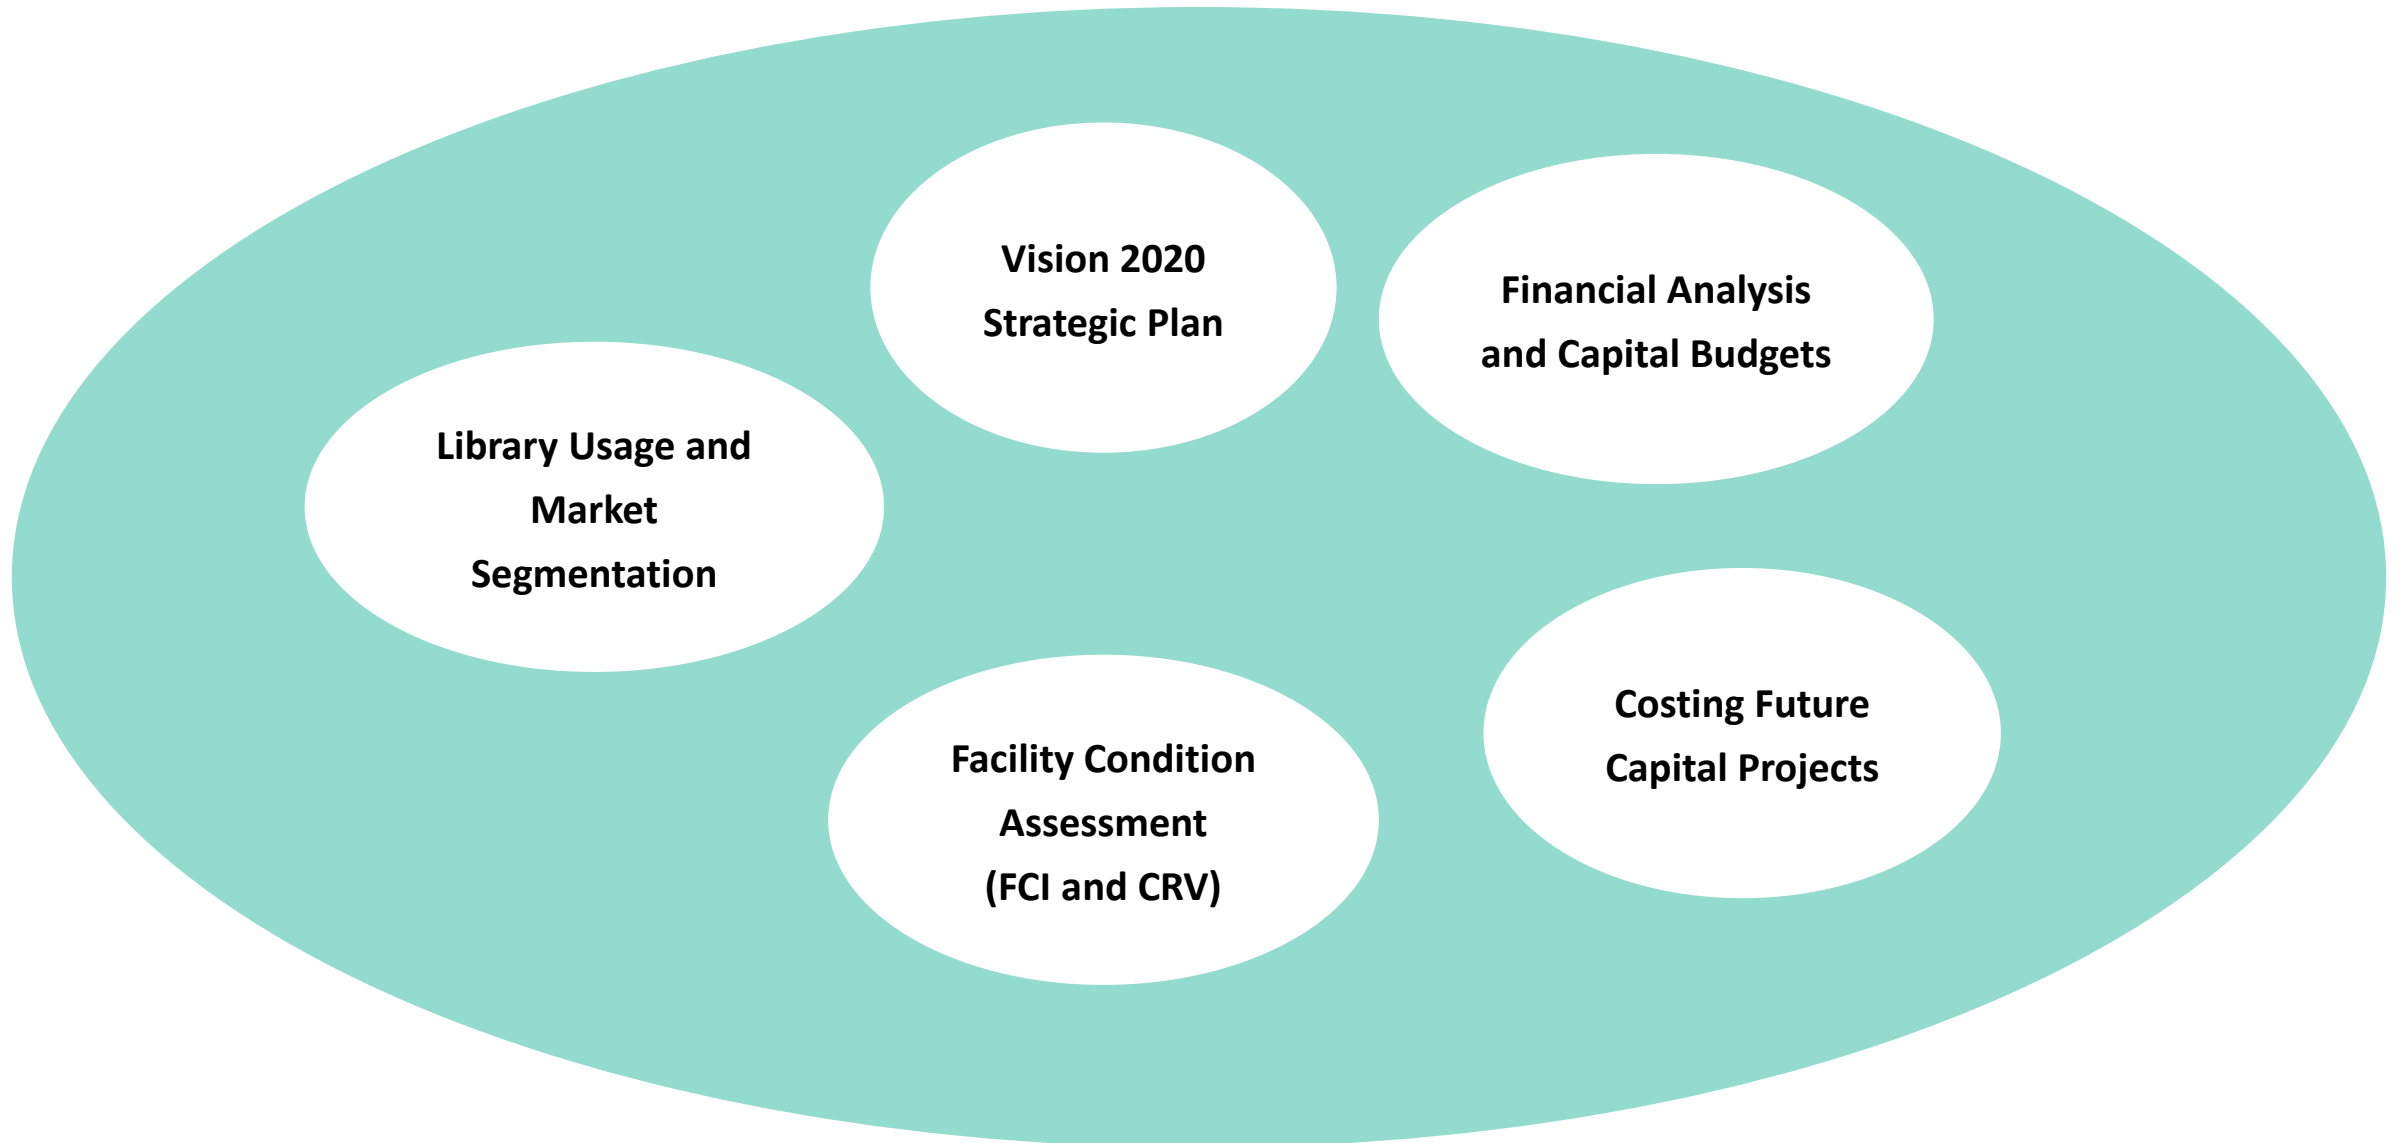 Vision 2020
Strategic Plan
Financial Analysis
and Capital Budgets
Library Usage and
Market
Segmentation
Costing Future
Capital Projects
Facility Condition
Assessment
(FCI and CRV)